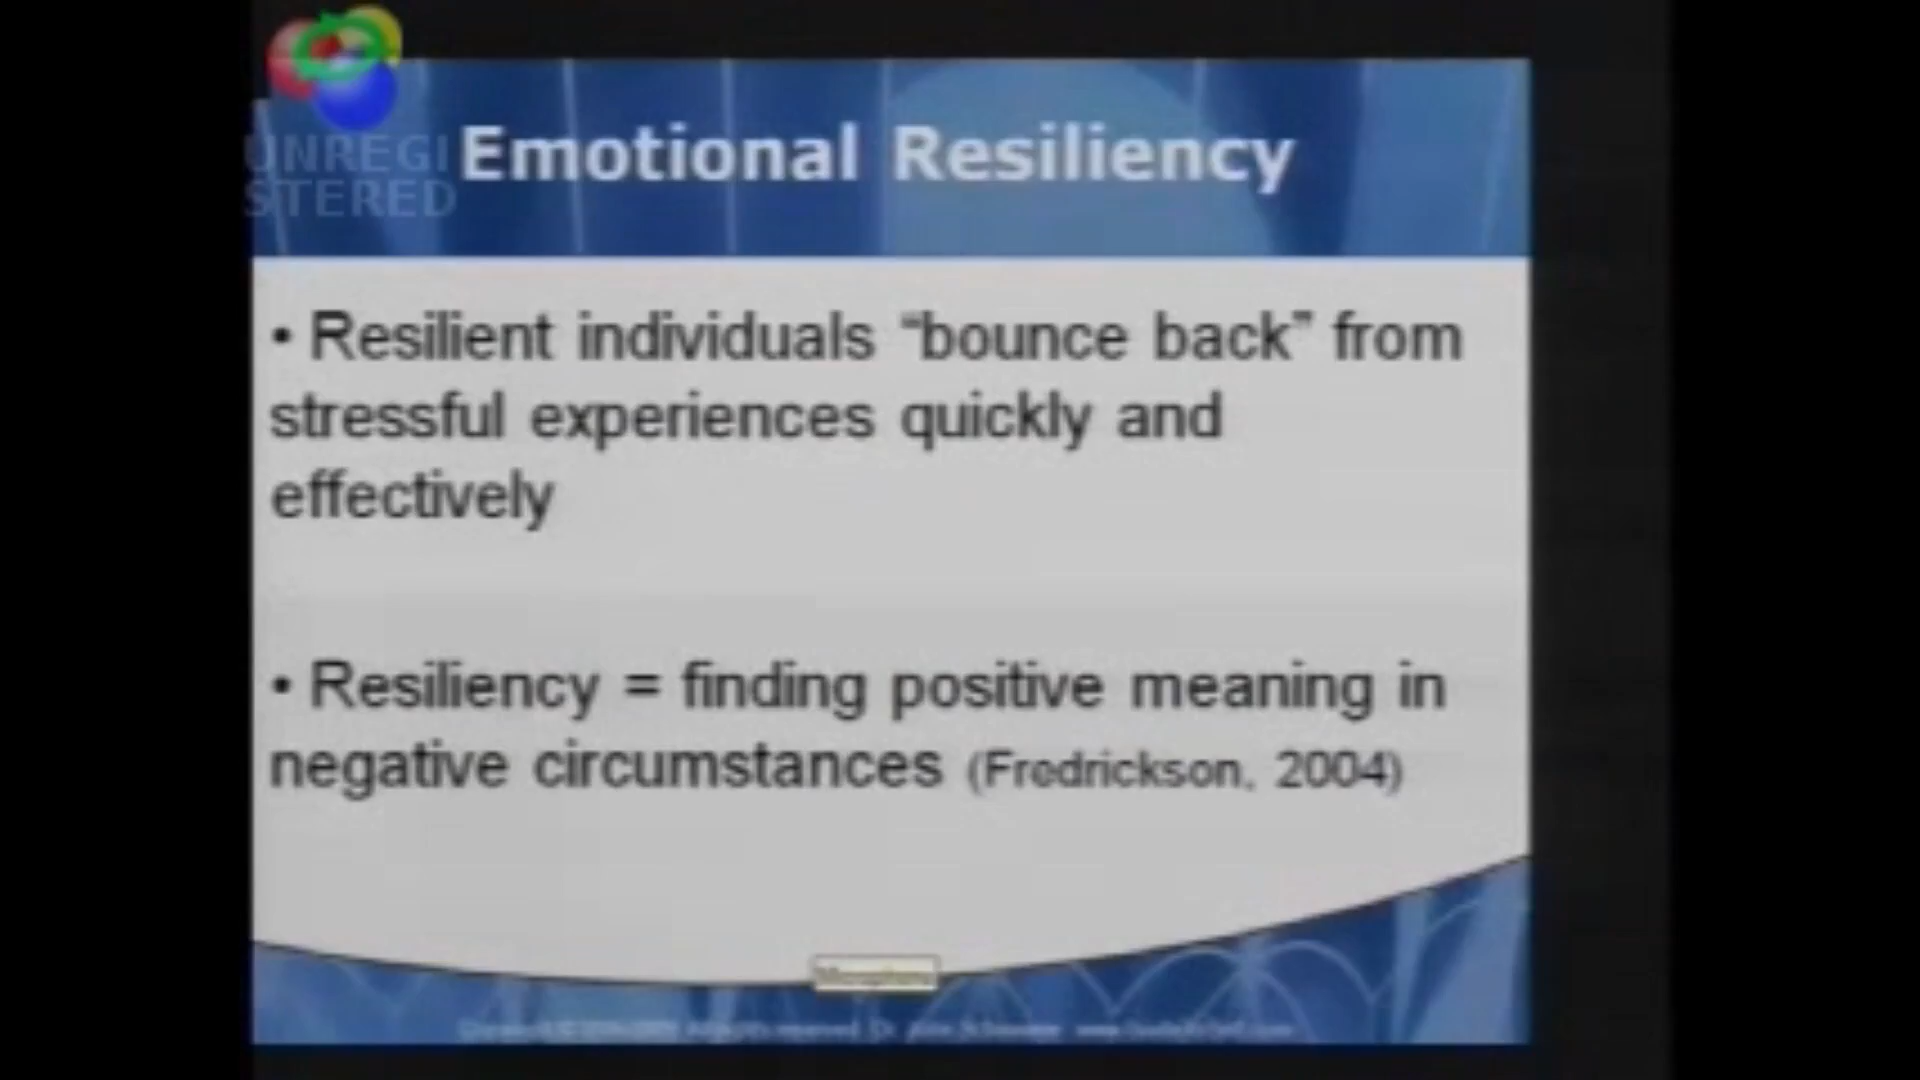 UNREGI
STERED
Emotional Resiliency
• Resilient individuals “bounce back” from
stressful experiences quickly and
effectively
• Resiliency = finding positive meaning in
negative circumstances (Fredrickson, 2004)